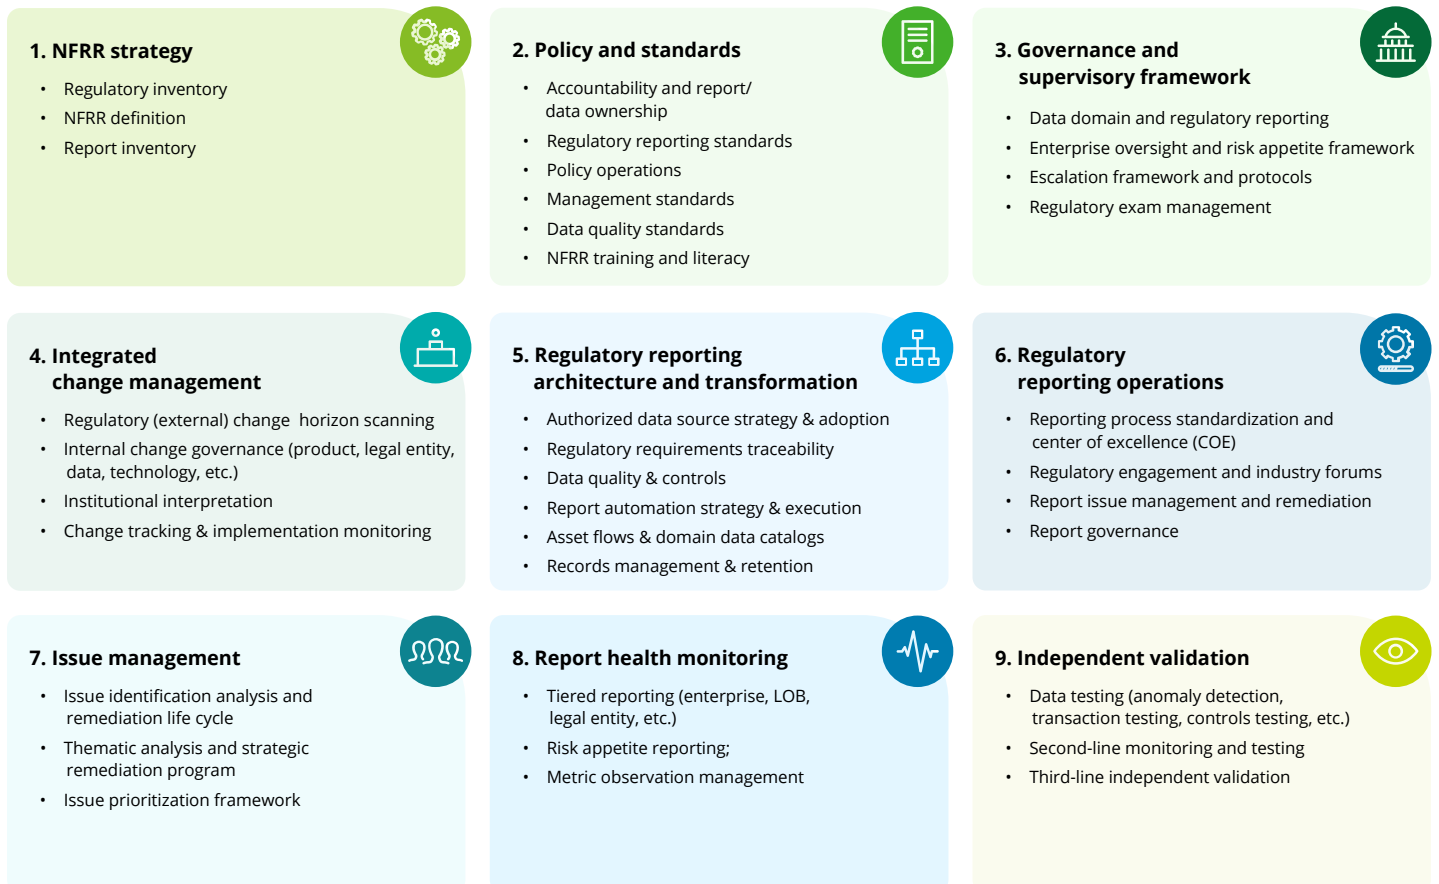 1. NFRR strategy
• Regulatory inventory
• NFRR definition
• Report inventory
2. Policy and standards
• Accountability and report/
data ownership
• Regulatory reporting standards
• Policy operations
• Management standards
• Data quality standards
• NFRR training and literacy
3. Governance and
supervisory framework
• Data domain and regulatory reporting
• Enterprise oversight and risk appetite framework
• Escalation framework and protocols
• Regulatory exam management
4. Integrated
change management
• Regulatory (external) change  horizon scanning
• Internal change governance (product, legal entity,
data, technology, etc.)
• Institutional interpretation
• Change tracking & implementation monitoring
5. Regulatory reporting
architecture and transformation
• Authorized data source strategy & adoption
• Regulatory requirements traceability
• Data quality & controls
• Report automation strategy & execution
• Asset flows & domain data catalogs
• Records management & retention
6. Regulatory
reporting operations
• Reporting process standardization and
center of excellence (COE)
• Regulatory engagement and industry forums
• Report issue management and remediation
• Report governance
7. Issue management
• Issue identification analysis and
remediation life cycle
• Thematic analysis and strategic
remediation program
• Issue prioritization framework
8. Report health monitoring
• Tiered reporting (enterprise, LOB,
legal entity, etc.)
• Risk appetite reporting;
• Metric observation management
9. Independent validation
• Data testing (anomaly detection,
transaction testing, controls testing, etc.)
• Second-line monitoring and testing
• Third-line independent validation